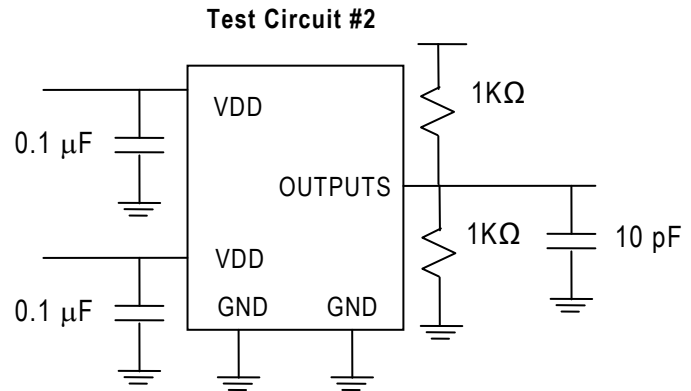 Test Circuit #2
VDD
1KΩ
0.1 μF
OUTPUTS
1KΩ
10 pF
VDD
0.1 μF
GND GND